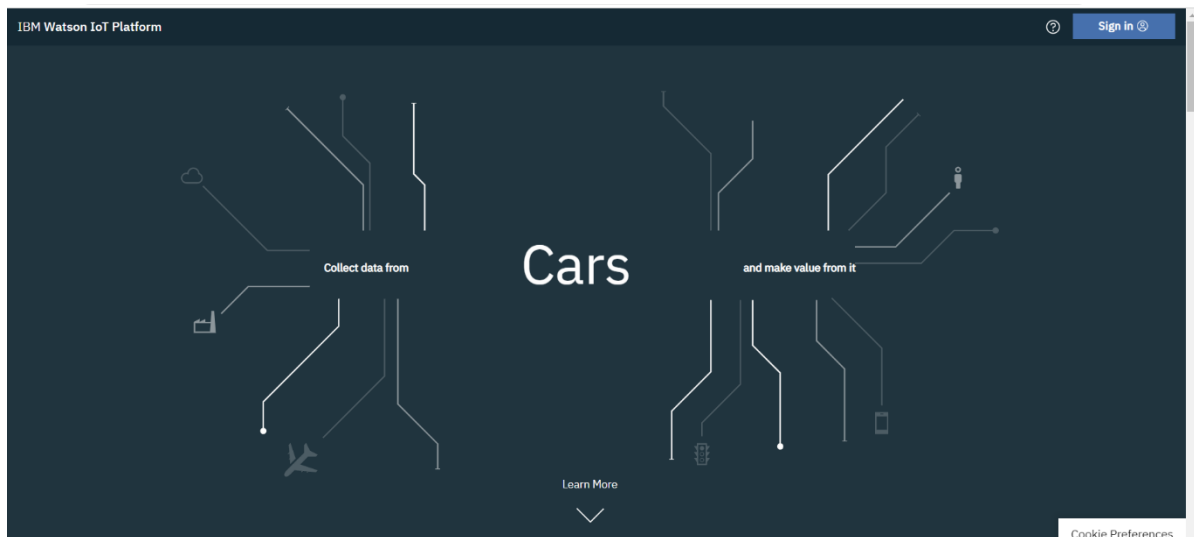 IBM Watson IoT Platform
Sign in
Collect data from
Cars
and make value from it
Learn More
Cookie Preferences